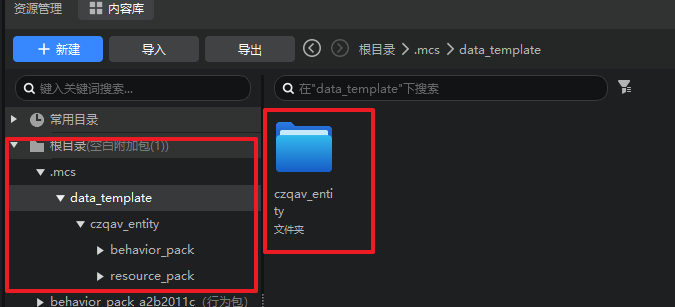 资源管理
内容库
新建
导入
导出
根目录 .mcs data_template
键入关键词搜索...
在"data_template"下搜索
常用目录
根目录(空白附加包(1))
.mcs
data_template
czqav_entity
behavior_pack
resource_pack
behavior_pack_a2b2011c (行为包)
czqav_enti
ty
文件夹